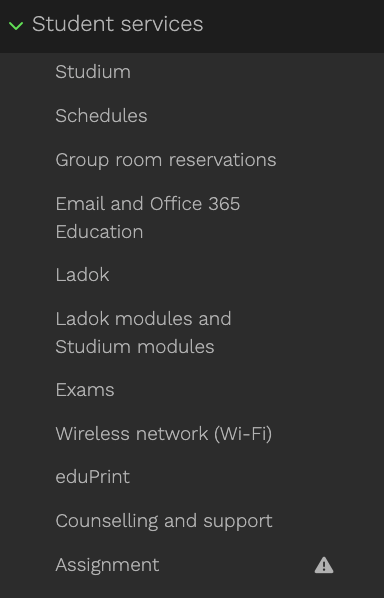 Student services
Studium
Schedules
Group room reservations
Email and Office 365
Education
Ladok
Ladok modules and
Studium modules
Exams
Wireless network (Wi-Fi)
eduPrint
Counselling and support
Assignment